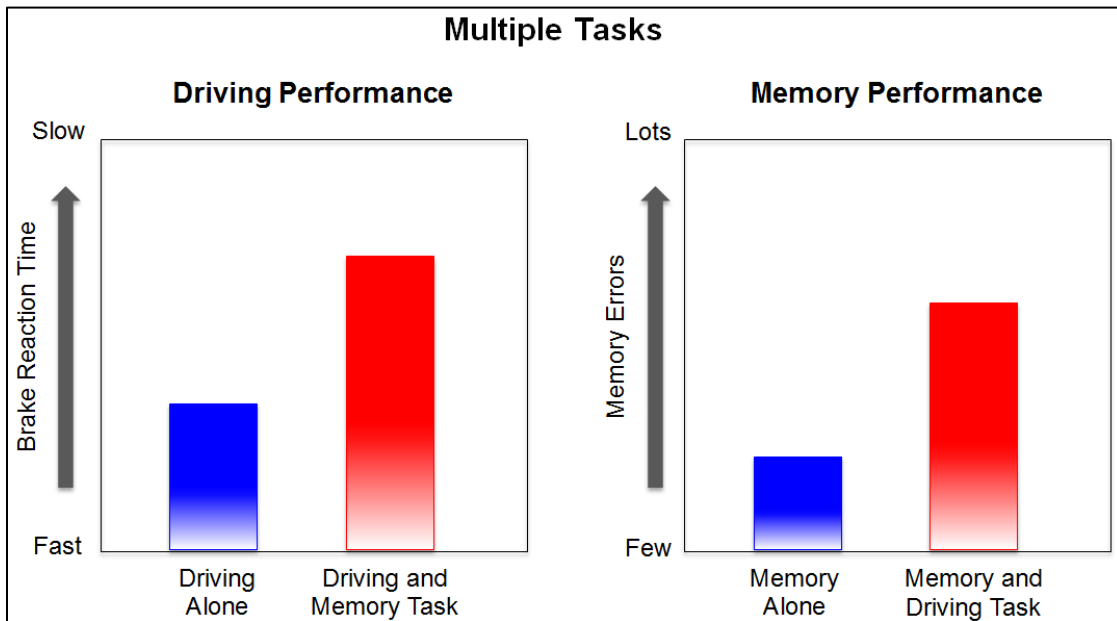 Multiple Tasks
Driving Performance
Slow
Brake Reaction Time
Fast
Driving
Alone
Driving and
Memory Task
Memory Performance
Lots
Memory Errors
Few
Memory
Alone
Memory and
Driving Task